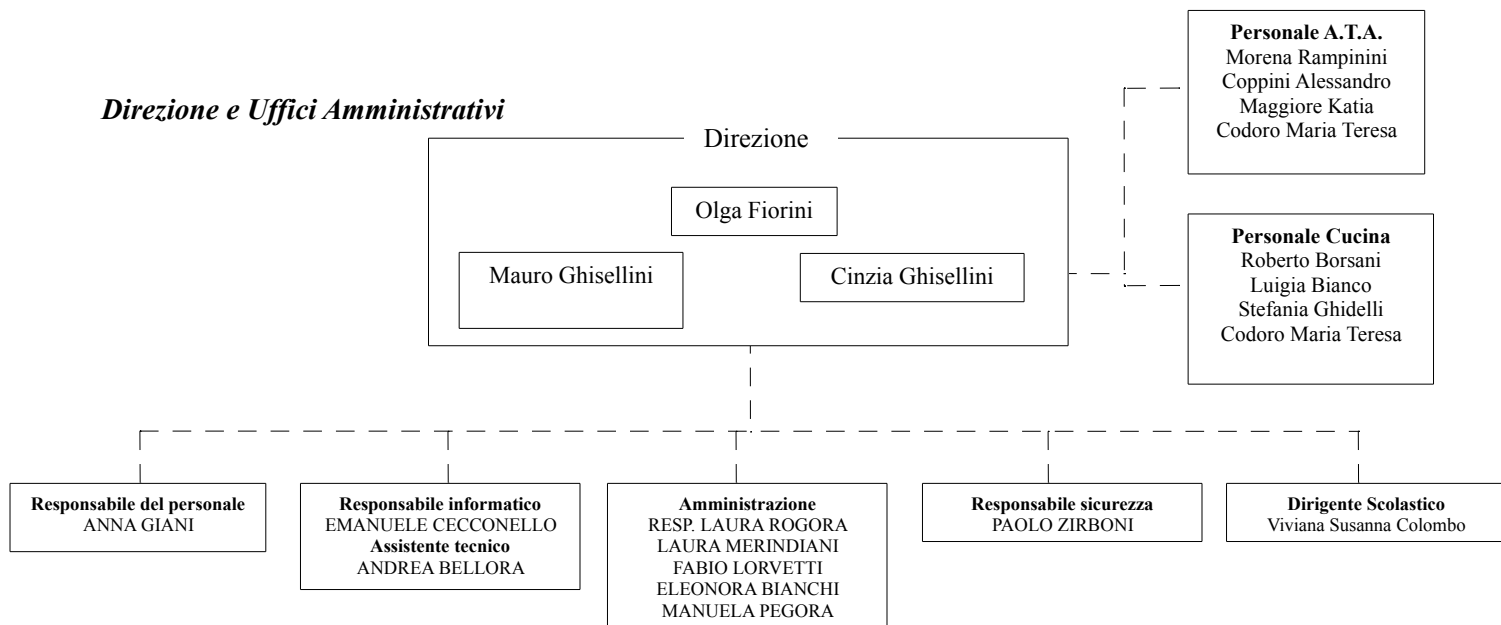 Direzione e Uffici Amministrativi
Personale A.T.A.
Morena Rampinini
Coppini Alessandro
Maggiore Katia
Codoro Maria Teresa
Direzione
Olga Fiorini
Mauro Ghisellini
Cinzia Ghisellini
Personale Cucina
Roberto Borsani
Luigia Bianco
Stefania Ghidelli
Codoro Maria Teresa
Responsabile del personale
ANNA GIANI
Responsabile informatico
EMANUELE CECCONELLO
Assistente tecnico
ANDREA BELLORA
Amministrazione
RESP. LAURA ROGORA
LAURA MERINDIANI
FABIO LORVETTI
ELEONORA BIANCHI
MANUELA PEGORA
Responsabile sicurezza
PAOLO ZIRBONI
Dirigente Scolastico
Viviana Susanna Colombo